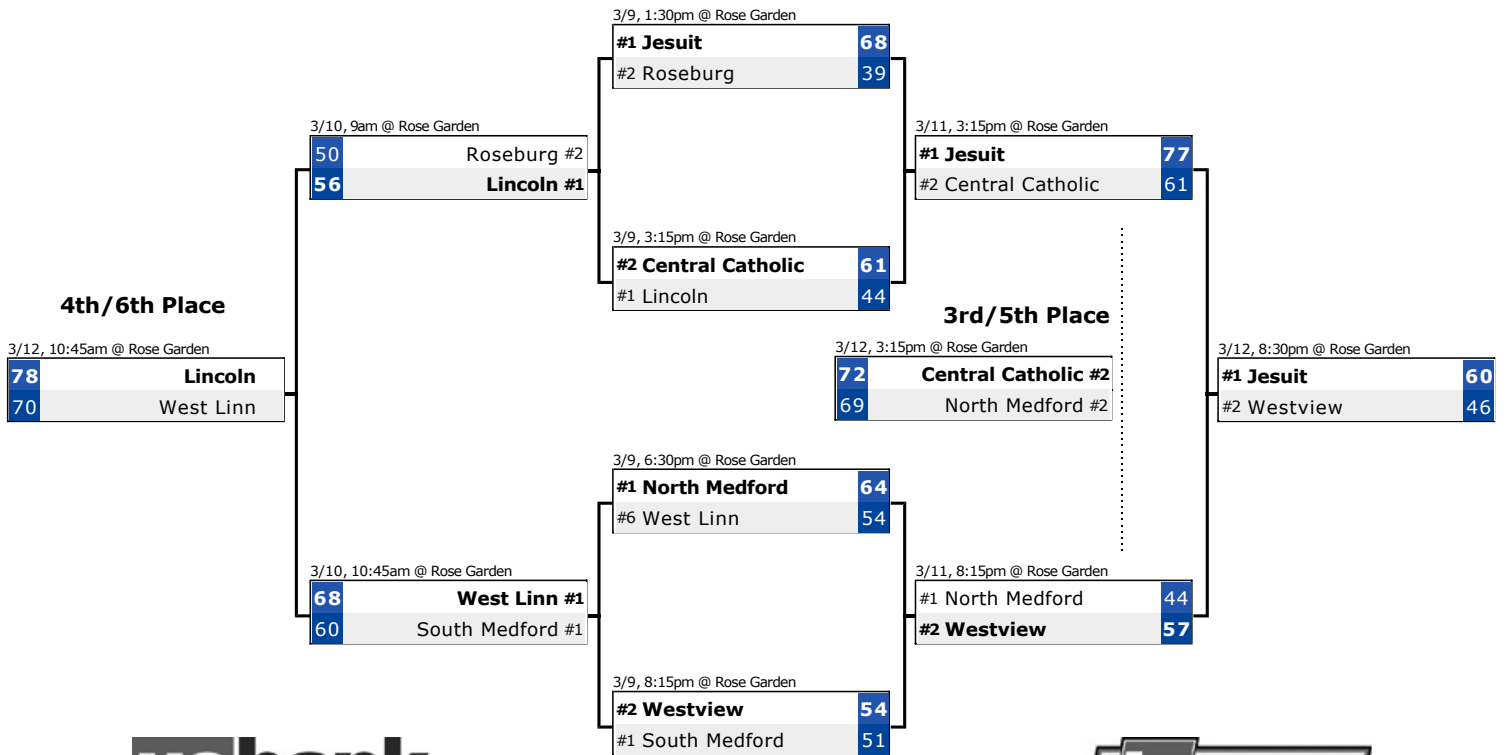 3/9, 1:30pm @ Rose Garden
#1 Jesuit 68
#2 Roseburg 39
3/10, 9am @ Rose Garden
50 Roseburg #2
56 Lincoln #1
3/11, 3:15pm @ Rose Garden
#1 Jesuit 77
#2 Central Catholic 61
3/9, 3:15pm @ Rose Garden
#2 Central Catholic 61
#1 Lincoln 44
4th/6th Place
3/12, 10:45am @ Rose Garden
78 Lincoln
70 West Linn
3rd/5th Place
3/12, 3:15pm @ Rose Garden
72 Central Catholic #2
69 North Medford #2
3/12, 8:30pm @ Rose Garden
#1 Jesuit 60
#2 Westview 46
3/9, 6:30pm @ Rose Garden
#1 North Medford 64
#6 West Linn 54
3/10, 10:45am @ Rose Garden
68 West Linn #1
60 South Medford #1
3/11, 8:15pm @ Rose Garden
#1 North Medford 44
#2 Westview 57
3/9, 8:15pm @ Rose Garden
#2 Westview 54
#1 South Medford 51